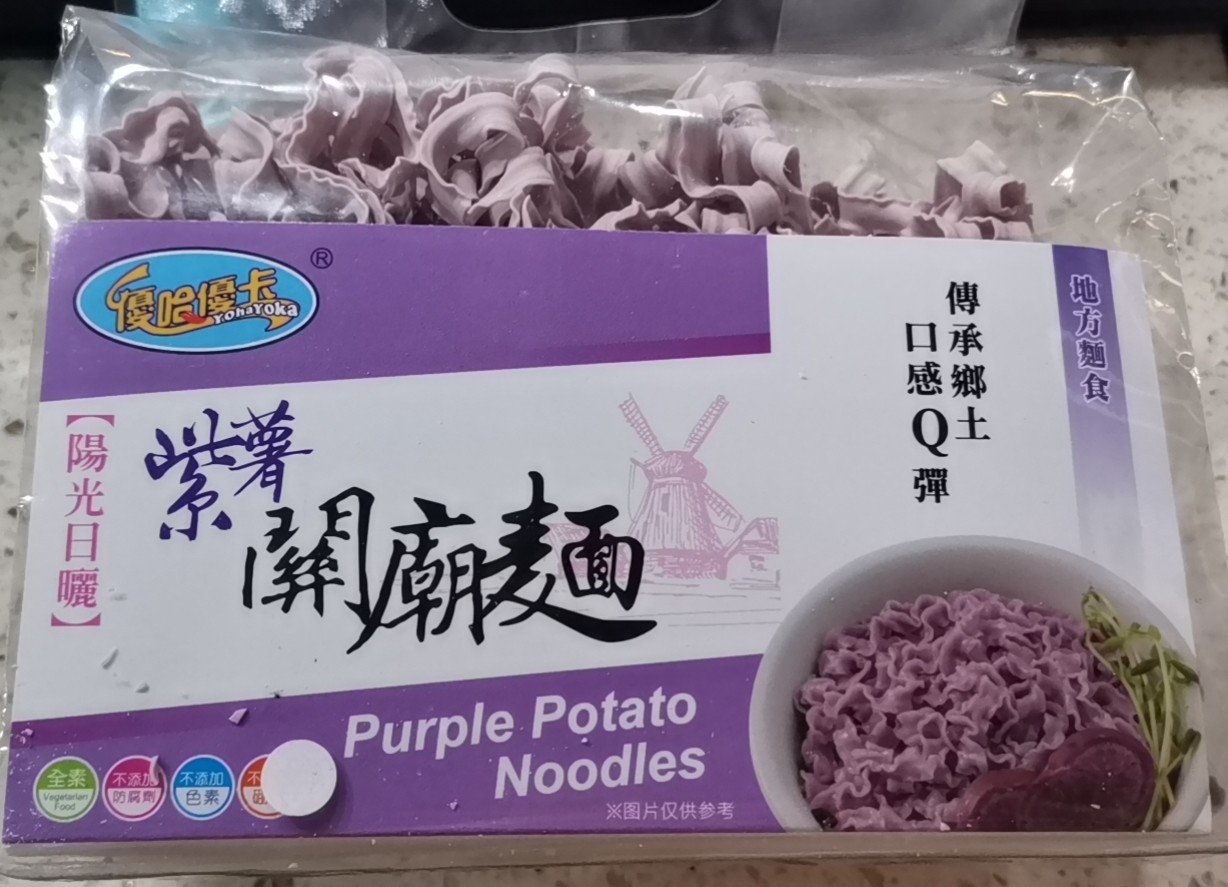 優哈優卡
YohaYoka
®
傳承鄉土
口感Q彈
地方麵食
【陽光日曬】
紫薯
關廟麵
Purple Potato
Noodles
全素
Vegetarian
Food
不添加
防腐劑
不添加
色素
不
※图片仅供参考